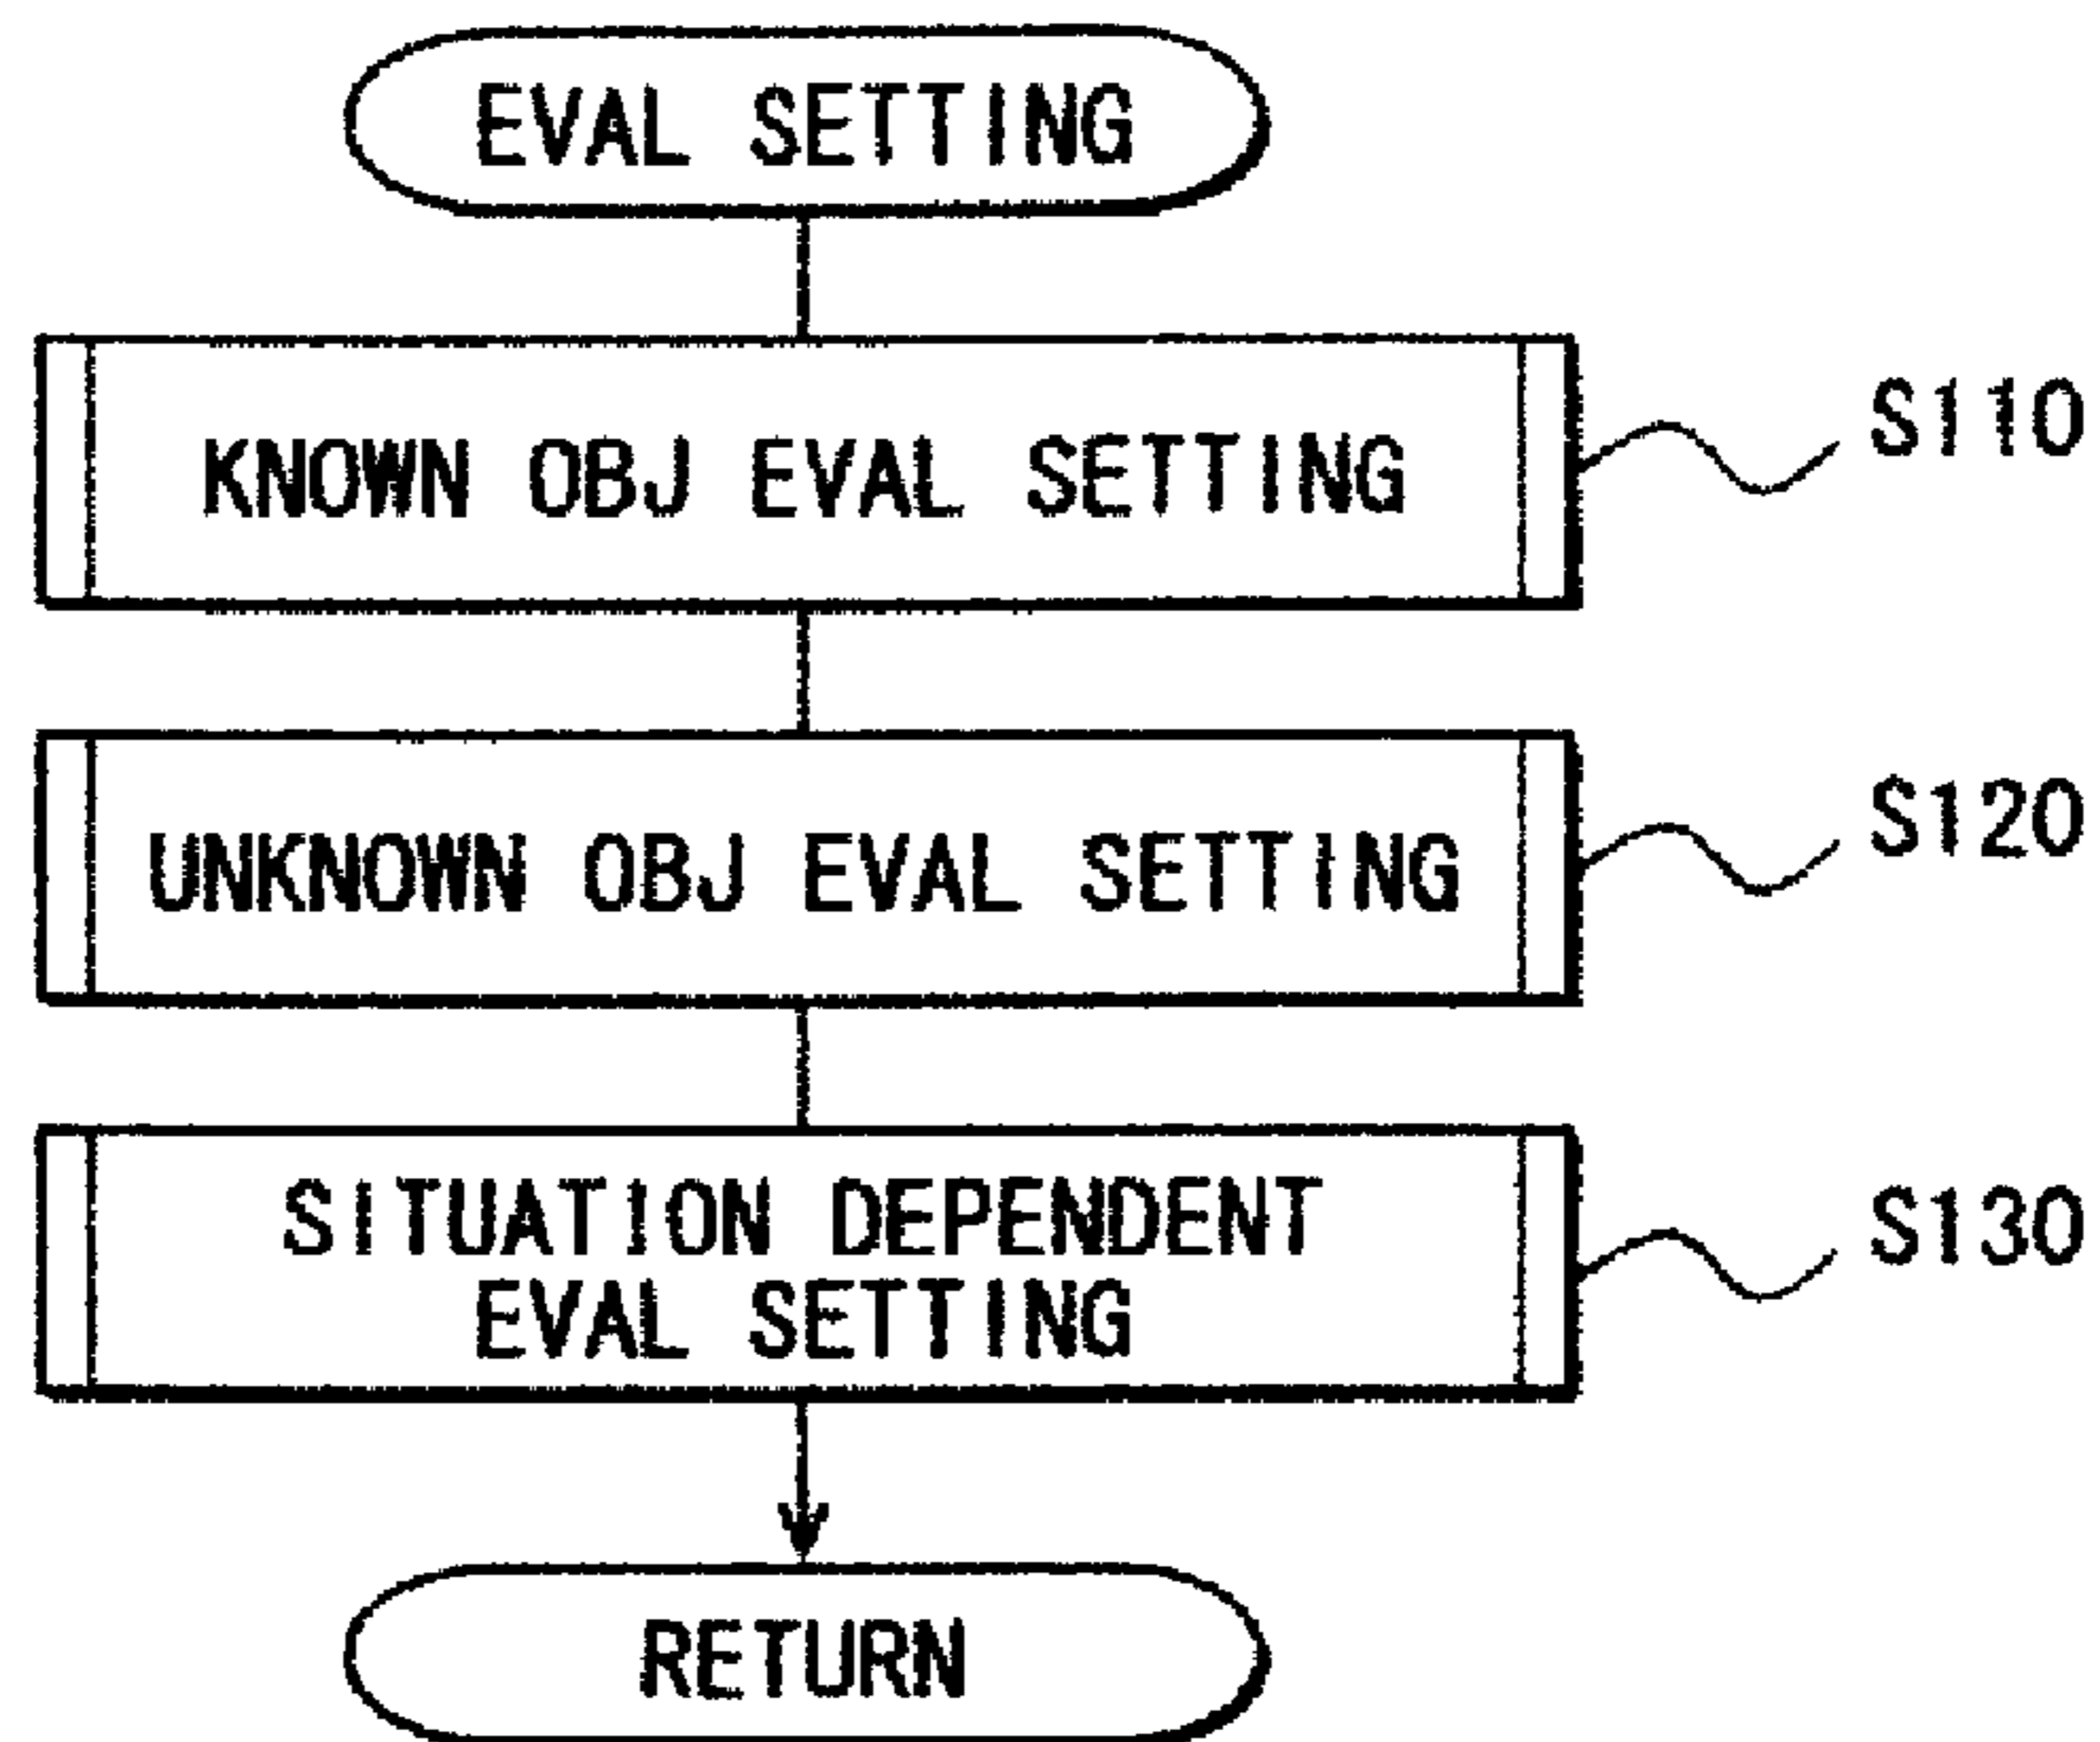 EVAL SETTING
KNOWN OBJ EVAL SETTING
S110
UNKNOWN OBJ EVAL SETTING
S120
SITUATION DEPENDENT
EVAL SETTING
S130
RETURN